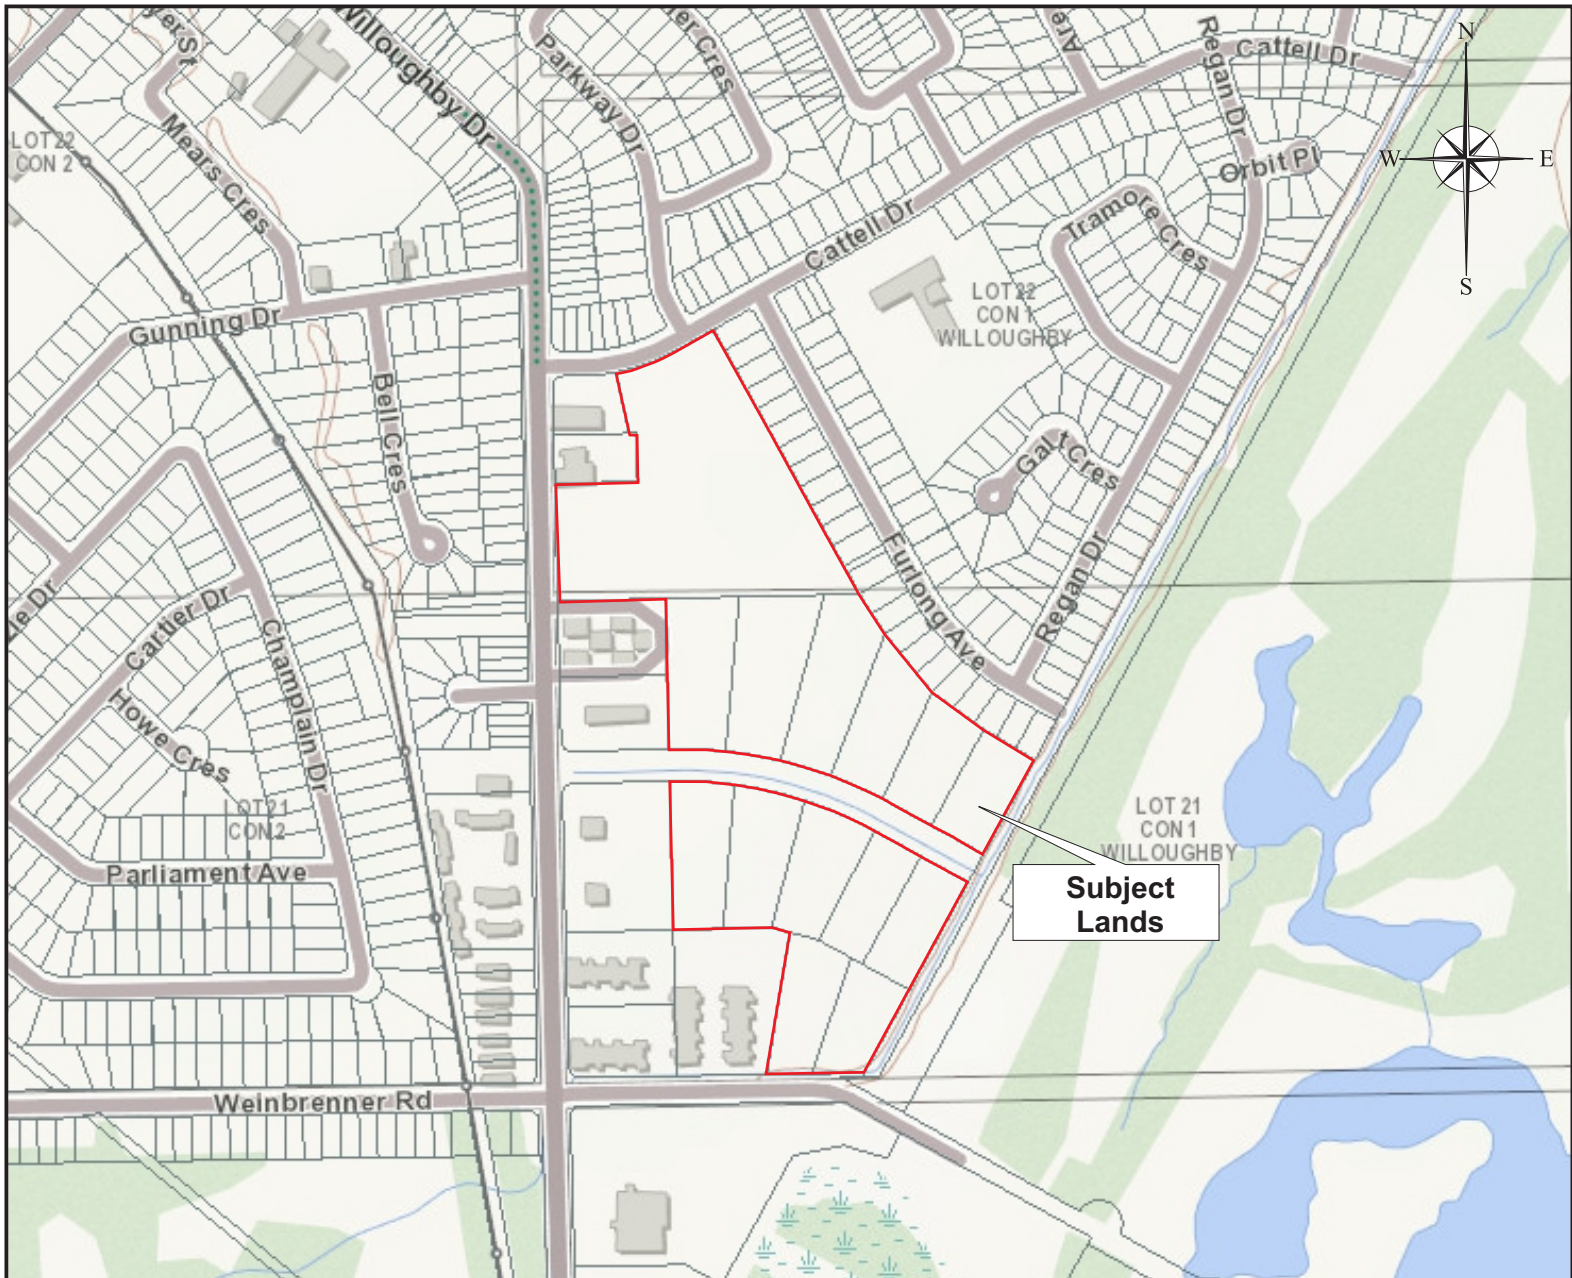 Willoughby Dr
Parkway Dr
Cres
Regan Dr
Cattell Dr
N
W
E
S
LOT 22
CON 2
Mears Cres
Orbit Pl
Tramore Cres
Cattell Dr
LOT 22
CON 1
WILLOUGHBY
Gunning Dr
Bell Cres
Galt Cres
Furlong Ave
Regan Dr
Cartier Dr
Champlain Dr
Howe Cres
LOT 21
CON 2
LOT 21
CON 1
WILLOUGHBY
Parliament Ave
Subject
Lands
Weinbrenner Rd